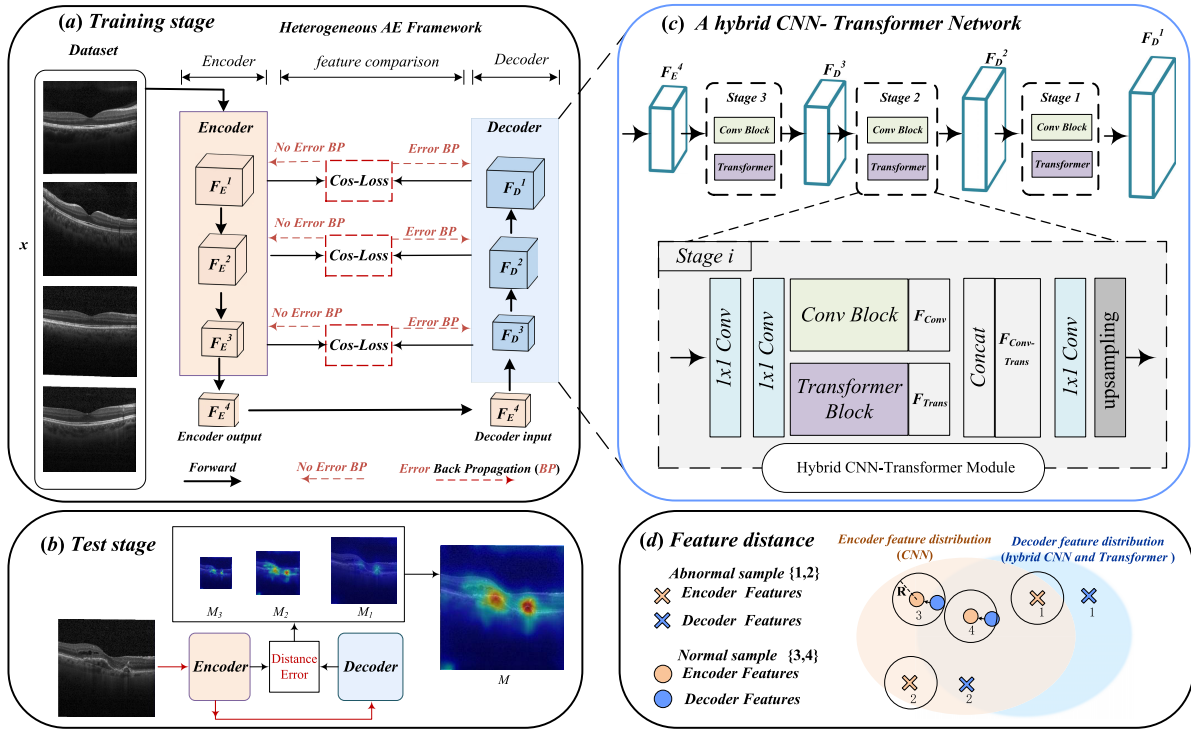 (a) Training stage
Heterogeneous AE Framework
Dataset
Encoder
feature comparison
Decoder
x
Encoder
Decoder
No Error BP
Error BP
F_E^1
Cos-Loss
F_D^1
No Error BP
Error BP
F_E^2
Cos-Loss
F_D^2
No Error BP
Error BP
F_E^3
Cos-Loss
F_D^3
F_E^4
F_E^4
Encoder output
Decoder input
Forward
No Error BP
Error Back Propagation (BP)
(b) Test stage
M_3
M_2
M_1
Encoder
Distance
Error
Decoder
M
(c) A hybrid CNN- Transformer Network
F_E^4
F_D^3
F_D^2
F_D^1
Stage 3
Stage 2
Stage 1
Conv Block
Conv Block
Conv Block
Transformer
Transformer
Transformer
Stage i
1x1 Conv
1x1 Conv
Conv Block
F_Conv
Transformer
Block
F_Trans
Concat
F_Conv-
Trans
1x1 Conv
upsampling
Hybrid CNN-Transformer Module
(d) Feature distance
Encoder feature distribution
(CNN)
Decoder feature distribution
(hybrid CNN and Transformer )
Abnormal sample {1,2}
Encoder Features
Decoder Features
Normal sample {3,4}
Encoder Features
Decoder Features
R
3
4
1
1
2
2